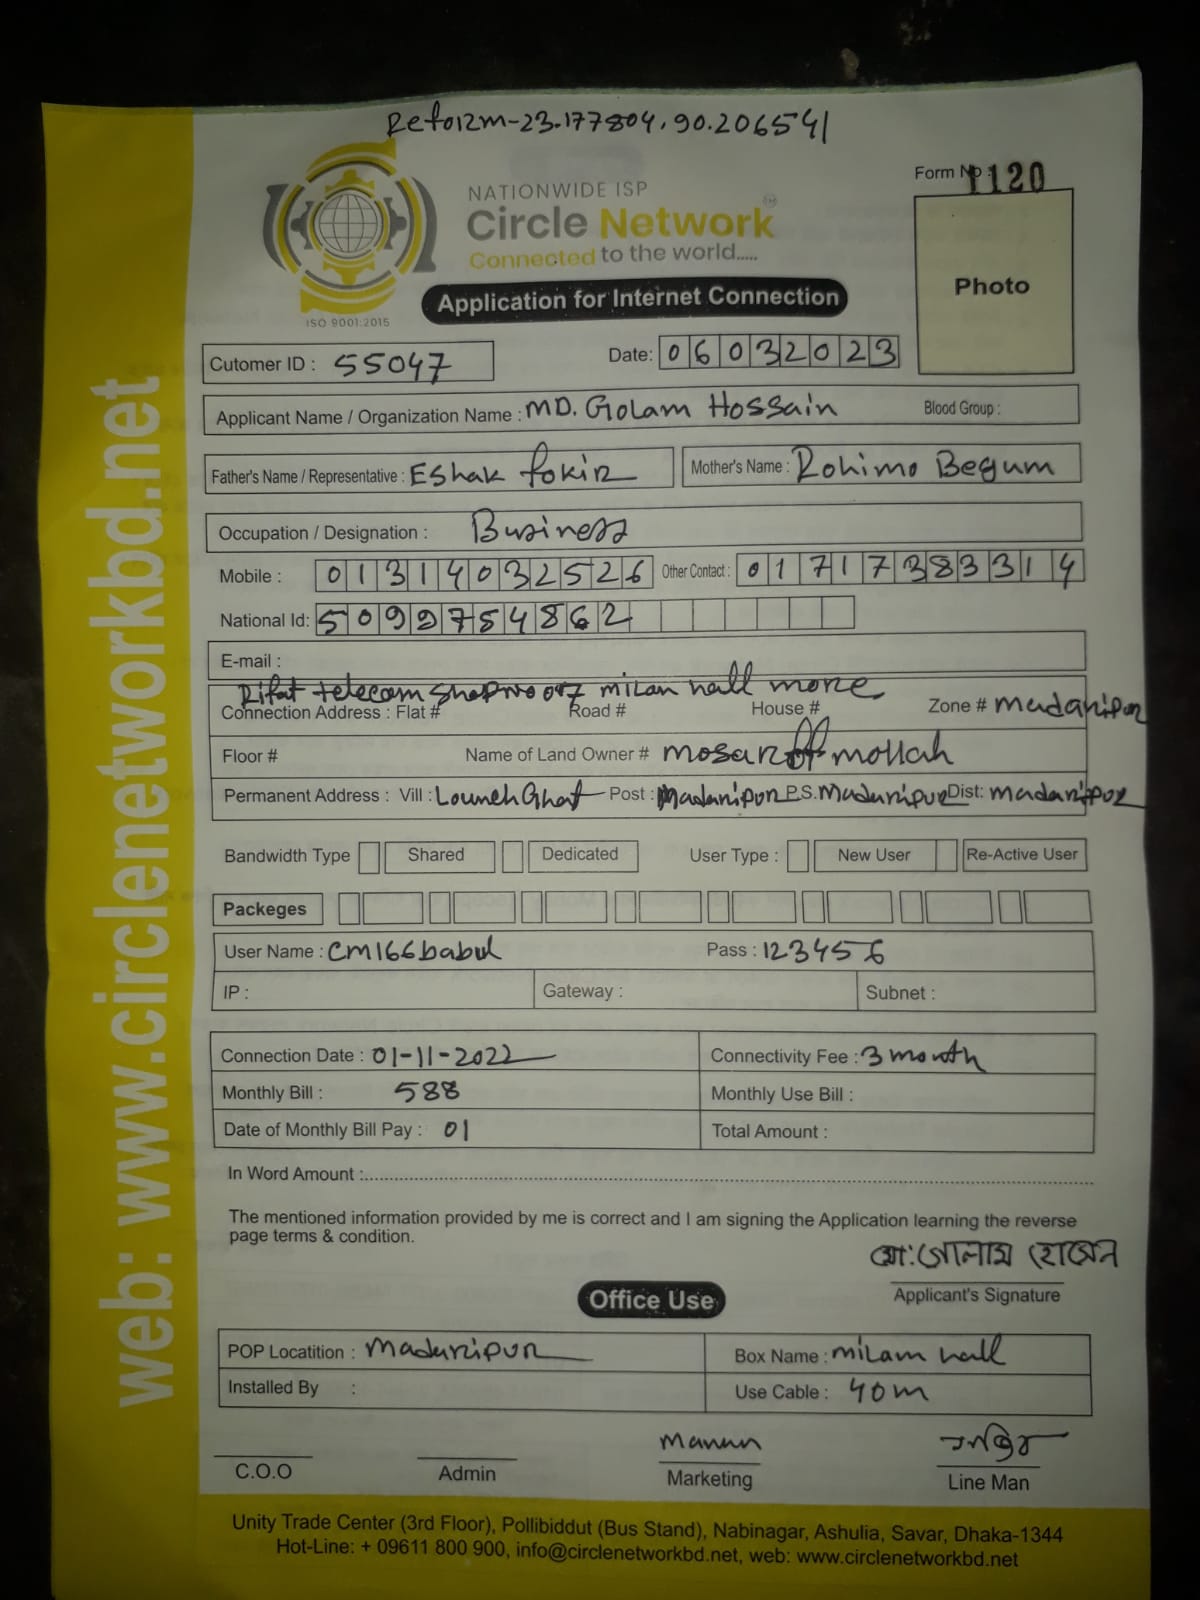 Reform-23.177804,90.206541
NATIONWIDE ISP
Circle Network
TM
Connected to the world.....
ISO 9001:2015
Form No : 1120
Photo
Application for Internet Connection
Cutomer ID : 55047
Date: 06032023
Applicant Name / Organization Name : MD. Golam Hossain Blood Group :
Father's Name / Representative : Eshak fokir Mother's Name : Rohimo Begum
Occupation / Designation : Business
Mobile : 01314032526 Other Contact : 01717383314
National Id: 5099754862
E-mail :
Rifat telecom shop no 017 milan hall more
Connection Address : Flat # Road # House # Zone # madaripur
Floor # Name of Land Owner # mosaroff mollah
Permanent Address : Vill : Lounch Ghat Post : Madaripur P.S. Madaripur Dist: madaripur
Bandwidth Type Shared Dedicated User Type : New User Re-Active User
Packeges
User Name : cm166babul Pass : 123456
IP : Gateway : Subnet :
Connection Date : 01-11-2022 Connectivity Fee : 3 month
Monthly Bill : 588 Monthly Use Bill :
Date of Monthly Bill Pay : 01 Total Amount :
In Word Amount :
The mentioned information provided by me is correct and I am signing the Application learning the reverse
page terms & condition.
মো: গোলাম হোসেন
Applicant's Signature
Office Use
POP Locatition : Madaripur Box Name : milam hall
Installed By : Use Cable : 40m
Mannan
C.O.O Admin Marketing Line Man
Unity Trade Center (3rd Floor), Pollibiddut (Bus Stand), Nabinagar, Ashulia, Savar, Dhaka-1344
Hot-Line: + 09611 800 900, info@circlenetworkbd.net, web: www.circlenetworkbd.net
web: www.circlenetworkbd.net